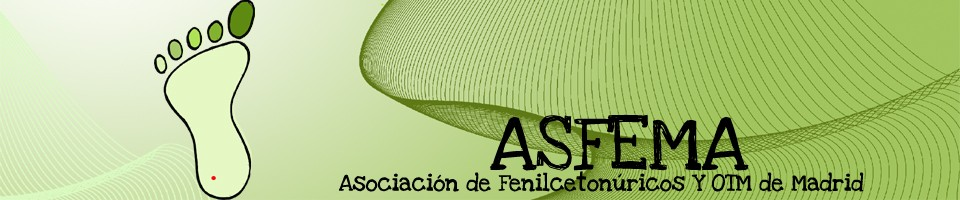 ASFEMA
Asociación de Fenilcetonúricos Y OTM de Madrid